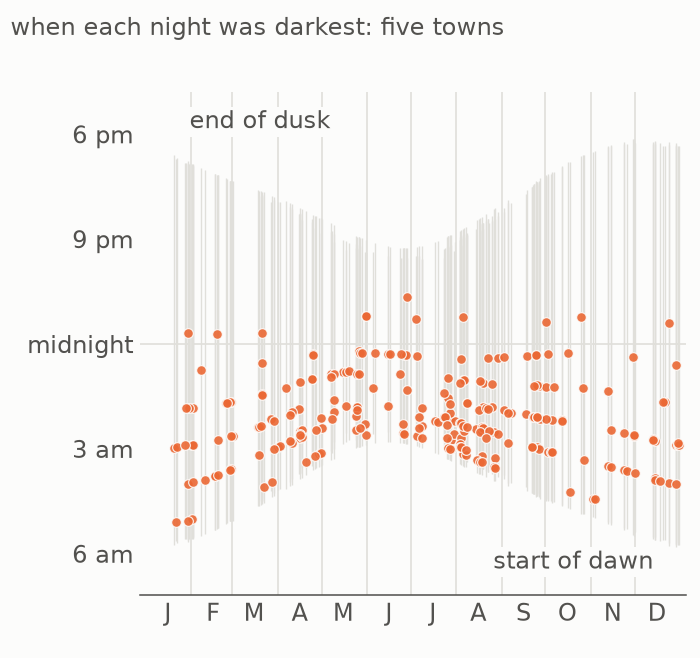 when each night was darkest: five towns
end of dusk
6 pm
9 pm
midnight
3 am
6 am
start of dawn
J F M A M J J A S O N D